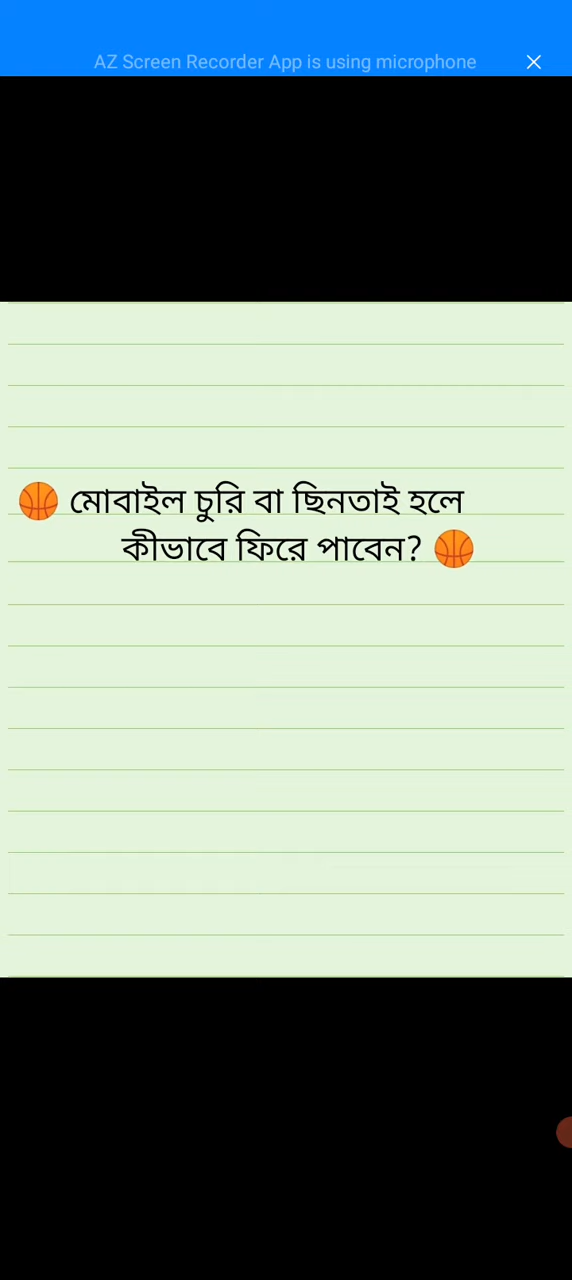 AZ Screen Recorder App is using microphone
🏀 মোবাইল চুরি বা ছিনতাই হলে
কীভাবে ফিরে পাবেন? 🏀